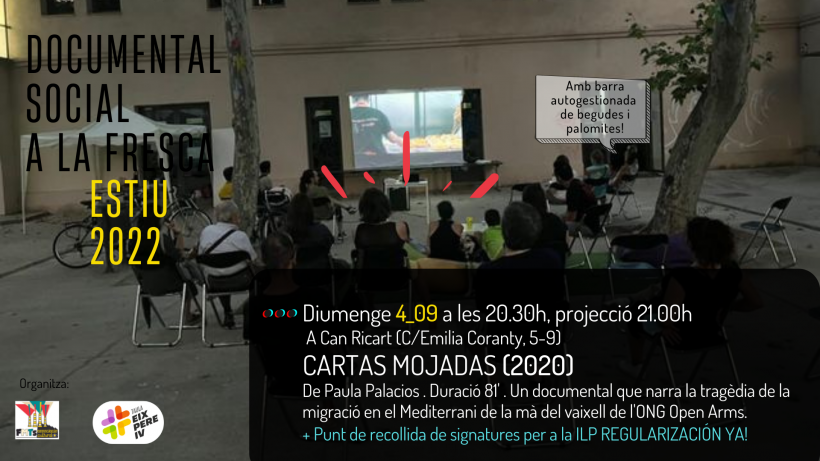 DOCUMENTAL
SOCIAL
A LA FRESCA
ESTIU
2022
Amb barra
autogestionada
de begudes i
palomites!
Diumenge 4_09 a les 20.30h, projecció 21.00h
A Can Ricart (C/Emilia Coranty, 5-9)
CARTAS MOJADAS (2020)
De Paula Palacios . Duració 81' . Un documental que narra la tragèdia de la
migració en el Mediterrani de la mà del vaixell de l'ONG Open Arms.
+ Punt de recollida de signatures per a la ILP REGULARIZACIÓN YA!
Organitza:
EIX
PERE
IV